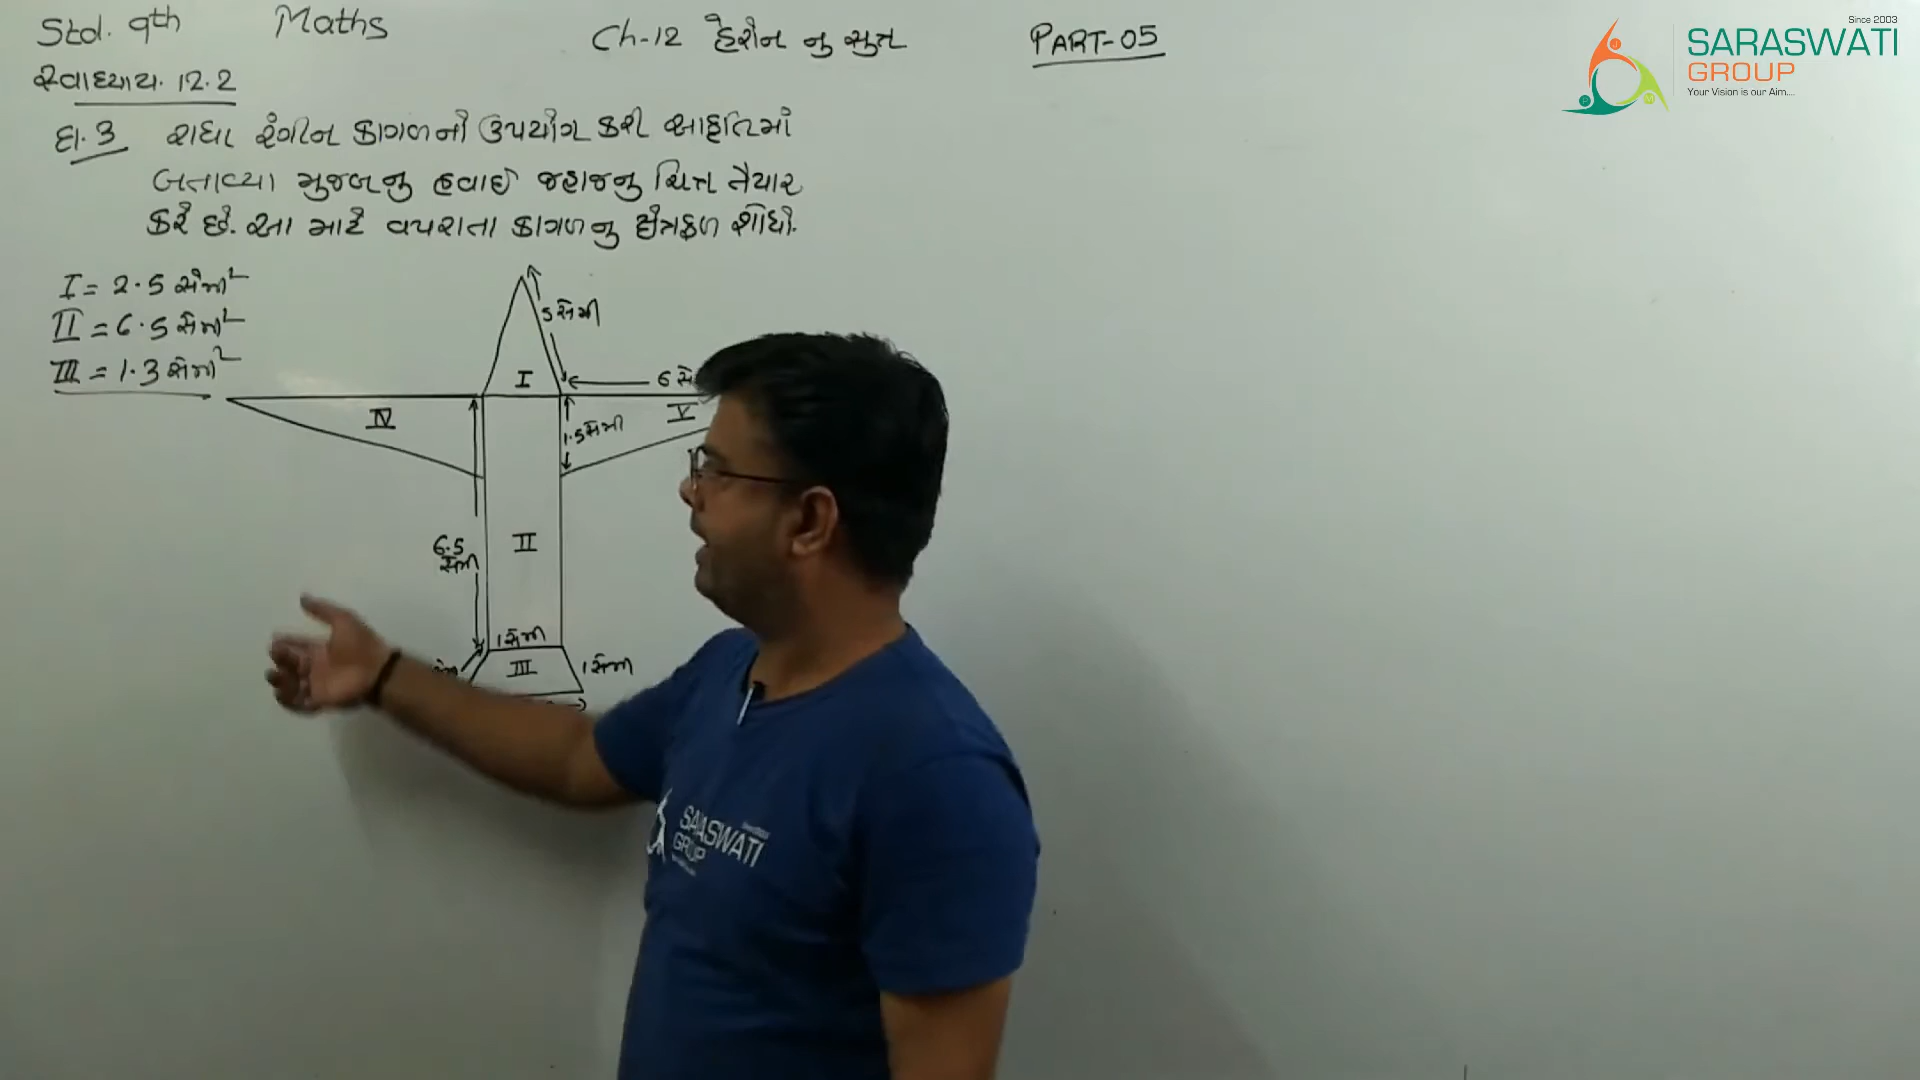 Std. 9th Maths Ch-12 હેરોન નુ સુત્ર PART-05
સ્વાધ્યાય. 12.2
દા.3 રાધા રંગીન કાગળનો ઉપયોગ કરી આકૃતિમાં
બતાવ્યા મુજબનુ હવાઈ જહાજનુ ચિત્ર તૈયાર
કરે છે. આ માટે વપરાતા કાગળનુ ક્ષેત્રફળ શોધો.
I = 2.5 સેમી²
II = 6.5 સેમી²
III = 1.3 સેમી²
5 સેમી
I
6 સે
IV
1.5 સેમી
V
6.5
સેમી
II
1 સેમી
III
1 સેમી
Since 2003
SARASWATI
GROUP
Your Vision is our Aim....
SARASWATI
GROUP